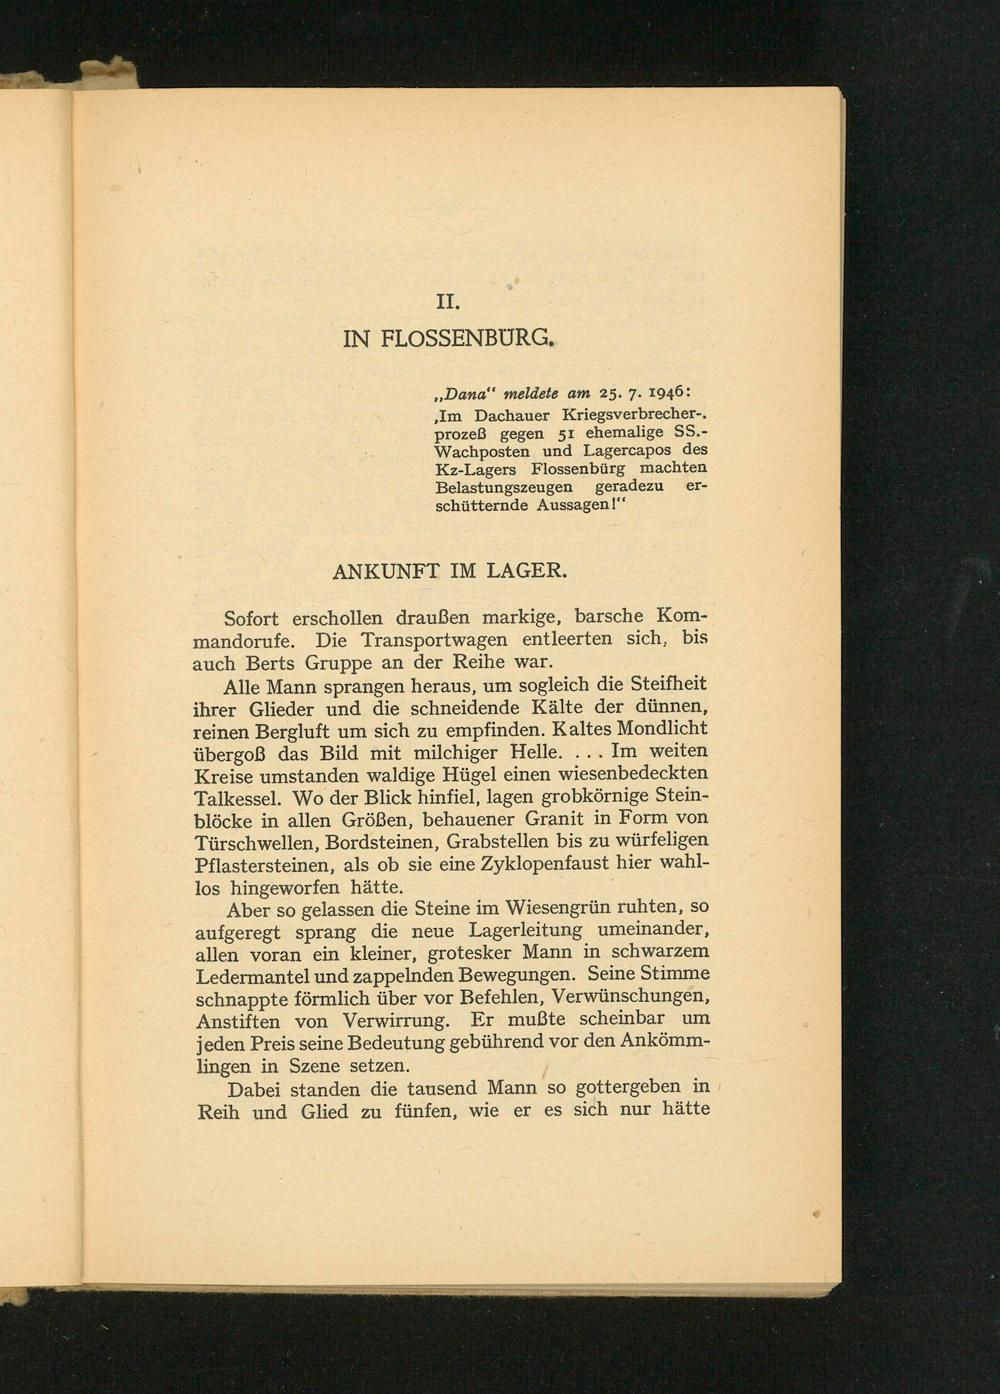 II.
IN FLOSSENBÜRG.
„Dana“ meldete am 25. 7. 1946:
‚Im Dachauer Kriegsverbrecher-.
prozeß gegen 51 ehemalige SS.-
Wachposten und Lagercapos des
Kz-Lagers Flossenbürg machten
Belastungszeugen geradezu er-
schütternde Aussagen!“
ANKUNFT IM LAGER.
Sofort erschollen draußen markige, barsche Kom-
mandorufe. Die Transportwagen entleerten sich, bis
auch Berts Gruppe an der Reihe war.
Alle Mann sprangen heraus, um sogleich die Steifheit
ihrer Glieder und die schneidende Kälte der dünnen,
reinen Bergluft um sich zu empfinden. Kaltes Mondlicht
übergoß das Bild mit milchiger Helle. ... Im weiten
Kreise umstanden waldige Hügel einen wiesenbedeckten
Talkessel. Wo der Blick hinfiel, lagen grobkörnige Stein-
blöcke in allen Größen, behauener Granit in Form von
Türschwellen, Bordsteinen, Grabstellen bis zu würfeligen
Pflastersteinen, als ob sie eine Zyklopenfaust hier wahl-
los hingeworfen hätte.
Aber so gelassen die Steine im Wiesengrün ruhten, so
aufgeregt sprang die neue Lagerleitung umeinander,
allen voran ein kleiner, grotesker Mann in schwarzem
Ledermantel und zappelnden Bewegungen. Seine Stimme
schnappte förmlich über vor Befehlen, Verwünschungen,
Anstiften von Verwirrung. Er mußte scheinbar um
jeden Preis seine Bedeutung gebührend vor den Ankömm-
lingen in Szene setzen.
Dabei standen die tausend Mann so gottergeben in
Reih und Glied zu fünfen, wie er es sich nur hätte